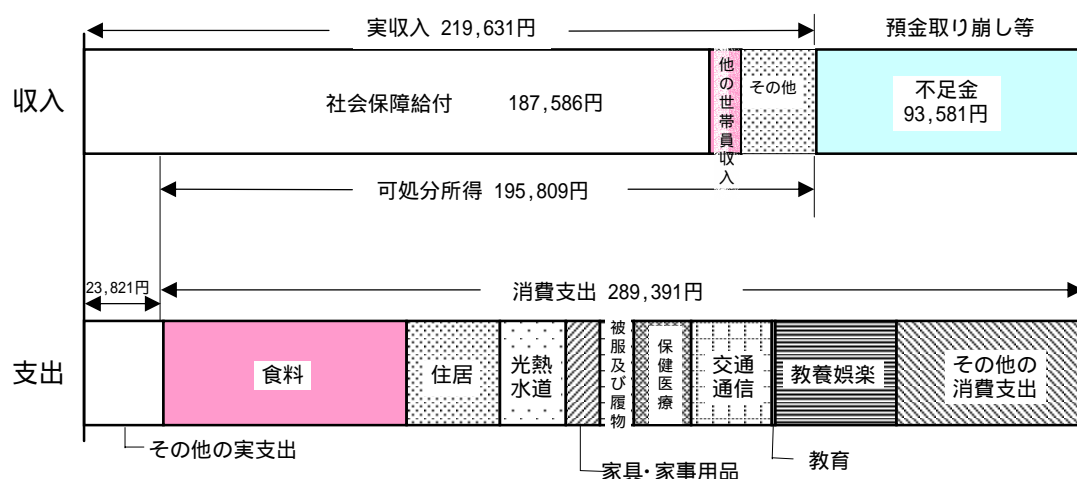 実収入 219,631円
預金取り崩し等
収入
社会保障給付 187,586円
他の世帯員収入
その他
不足金
93,581円
可処分所得 195,809円
23,821円
消費支出 289,391円
支出
食料
住居
光熱
水道
被服及び履物
保健医療
交通
通信
教養娯楽
その他の
消費支出
その他の実支出
家具・家事用品
教育